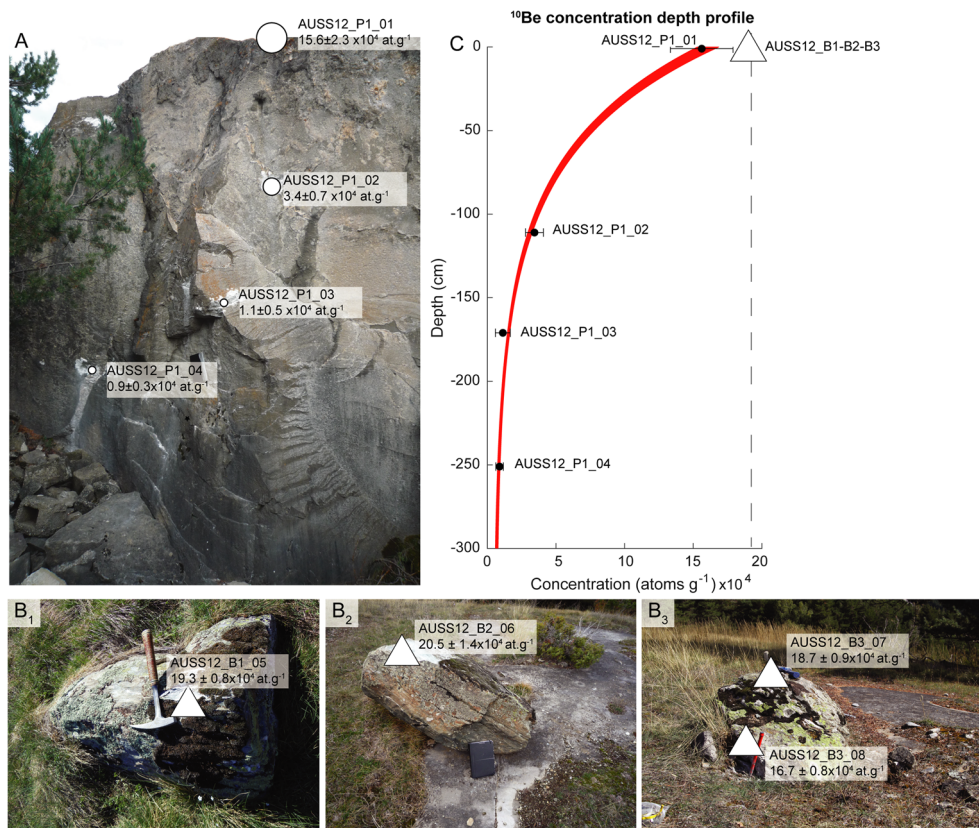 A
AUSS12_P1_01
15.6±2.3 x10⁴ at.g⁻¹
AUSS12_P1_02
3.4±0.7 x10⁴ at.g⁻¹
AUSS12_P1_03
1.1±0.5 x10⁴ at.g⁻¹
AUSS12_P1_04
0.9±0.3x10⁴ at.g⁻¹
¹⁰Be concentration depth profile
C
AUSS12_P1_01
AUSS12_B1-B2-B3
AUSS12_P1_02
AUSS12_P1_03
AUSS12_P1_04
Depth (cm)
0
-50
-100
-150
-200
-250
-300
0
5
10
15
20
Concentration (atoms g⁻¹) x10⁴
B₁
AUSS12_B1_05
19.3 ± 0.8x10⁴ at.g⁻¹
B₂
AUSS12_B2_06
20.5 ± 1.4x10⁴ at.g⁻¹
B₃
AUSS12_B3_07
18.7 ± 0.9x10⁴ at.g⁻¹
AUSS12_B3_08
16.7 ± 0.8x10⁴ at.g⁻¹